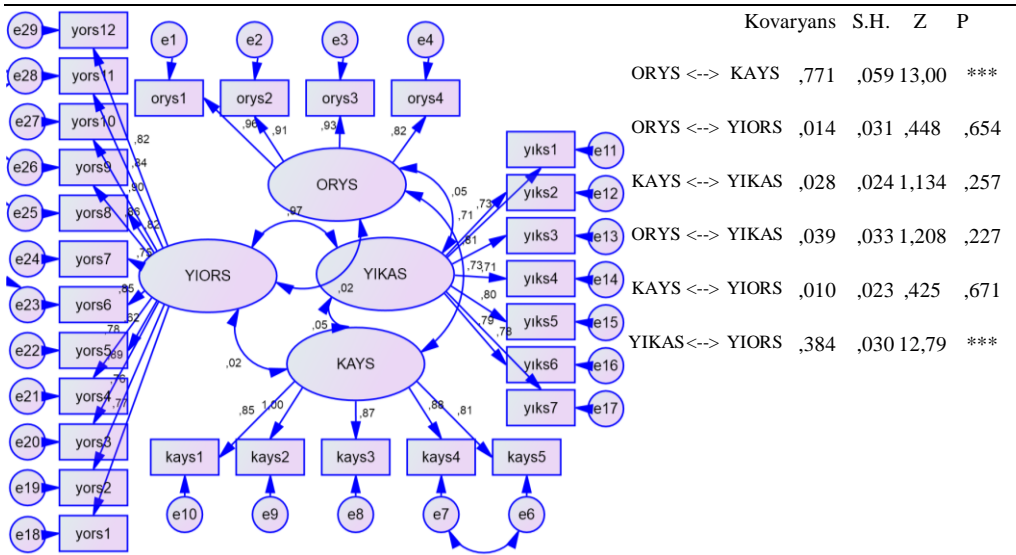 Kovaryans S.H. Z P
ORYS <--> KAYS ,771 ,059 13,00 ***
ORYS <--> YIORS ,014 ,031 ,448 ,654
KAYS <--> YIKAS ,028 ,024 1,134 ,257
ORYS <--> YIKAS ,039 ,033 1,208 ,227
KAYS <--> YIORS ,010 ,023 ,425 ,671
YIKAS<--> YIORS ,384 ,030 12,79 ***
e29 yors12
e28 yors11
e27 yors10
e26 yors9
e25 yors8
e24 yors7
e23 yors6
e22 yors5
e21 yors4
e20 yors3
e19 yors2
e18 yors1
,82
,84
,90
,82
,85
,78
,89
,76
,77
e1 e2 e3 e4
orys1 orys2 orys3 orys4
,96 ,91 ,93 ,82
ORYS
YIORS
YIKAS
KAYS
,97
,05
,02
,05
,02
yıks1 e11
yıks2 e12
yıks3 e13
yıks4 e14
yıks5 e15
yıks6 e16
yıks7 e17
,73
,71
,81
,73 ,71
,80
,79
,78
,85 1,00 ,87 ,88 ,81
kays1 kays2 kays3 kays4 kays5
e10 e9 e8 e7 e6